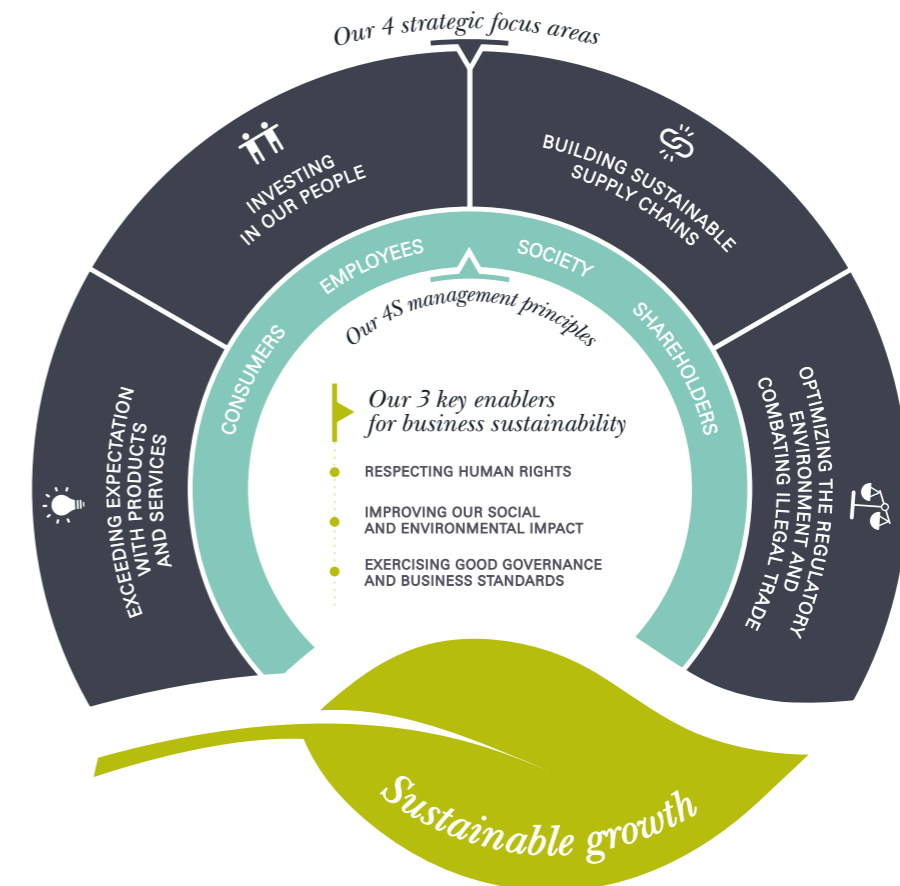 Our 4 strategic focus areas
INVESTING
IN OUR PEOPLE
BUILDING SUSTAINABLE
SUPPLY CHAINS
EXCEEDING EXPECTATION
WITH PRODUCTS
AND SERVICES
OPTIMIZING THE REGULATORY
ENVIRONMENT AND
COMBATING ILLEGAL TRADE
CONSUMERS
EMPLOYEES
SOCIETY
SHAREHOLDERS
Our 4S management principles
Our 3 key enablers
for business sustainability
RESPECTING HUMAN RIGHTS
IMPROVING OUR SOCIAL
AND ENVIRONMENTAL IMPACT
EXERCISING GOOD GOVERNANCE
AND BUSINESS STANDARDS
Sustainable growth